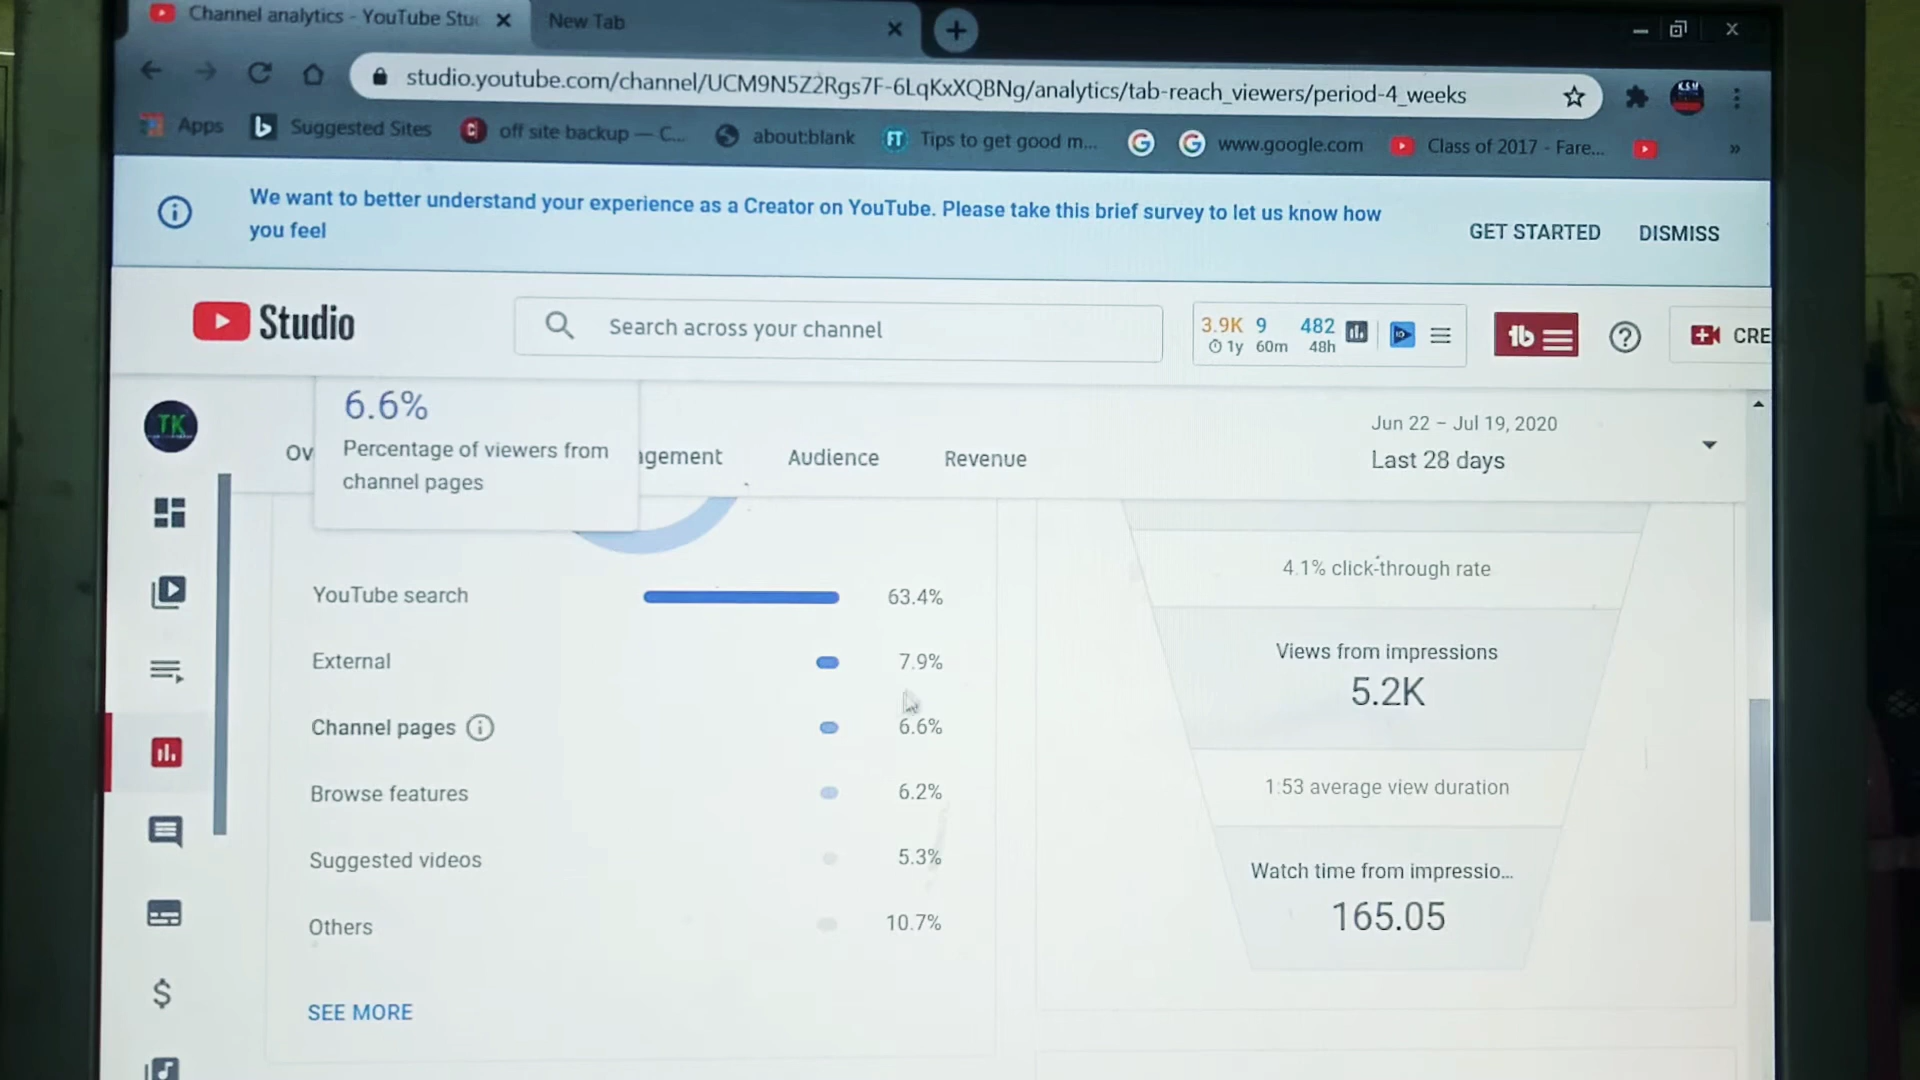 Channel analytics - YouTube Stu
New Tab
studio.youtube.com/channel/UCM9N5Z2Rgs7F-6LqKxXQBNg/analytics/tab-reach_viewers/period-4_weeks
Apps
Suggested Sites
off site backup — C...
about:blank
FT
Tips to get good m...
www.google.com
Class of 2017 - Fare...
»
We want to better understand your experience as a Creator on YouTube. Please take this brief survey to let us know how
you feel
GET STARTED
DISMISS
Studio
Search across your channel
3.9K 9 482
1y 60m 48h
tb
CRE
TK
6.6%
Percentage of viewers from
channel pages
Ov
agement
Audience
Revenue
Jun 22 – Jul 19, 2020
Last 28 days
YouTube search 63.4%
External 7.9%
Channel pages 6.6%
Browse features 6.2%
Suggested videos 5.3%
Others 10.7%
SEE MORE
4.1% click-through rate
Views from impressions
5.2K
1:53 average view duration
Watch time from impressio...
165.05